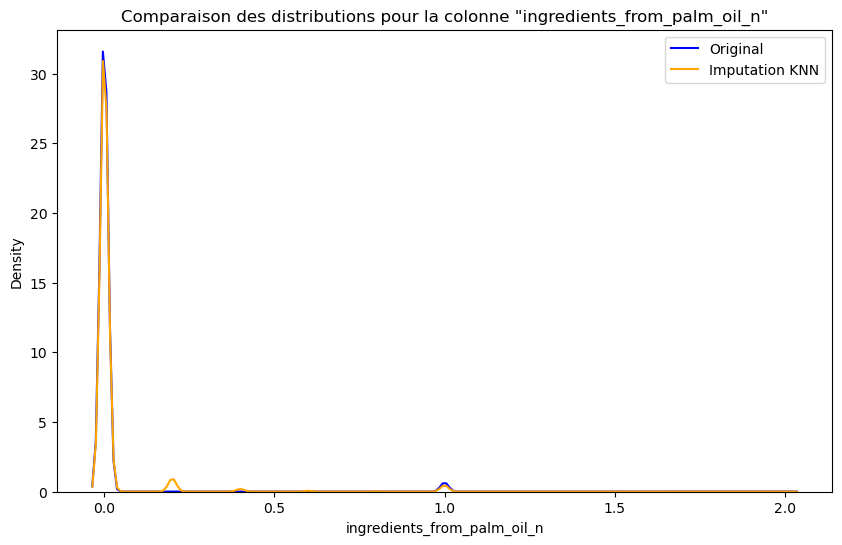 Comparaison des distributions pour la colonne "ingredients_from_palm_oil_n"
Original
Imputation KNN
Density
30
25
20
15
10
5
0
0.0 0.5 1.0 1.5 2.0
ingredients_from_palm_oil_n